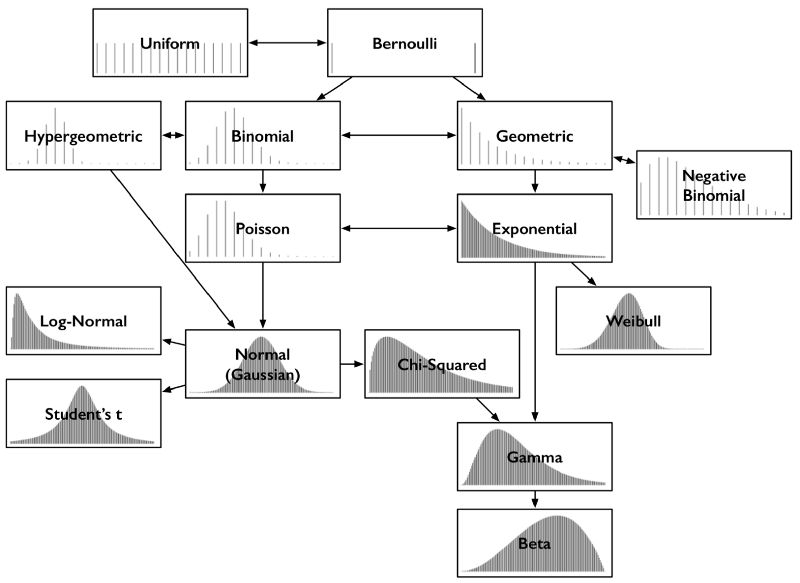 Uniform
Bernoulli
Hypergeometric
Binomial
Geometric
Negative
Binomial
Poisson
Exponential
Log-Normal
Weibull
Normal
(Gaussian)
Chi-Squared
Student's t
Gamma
Beta